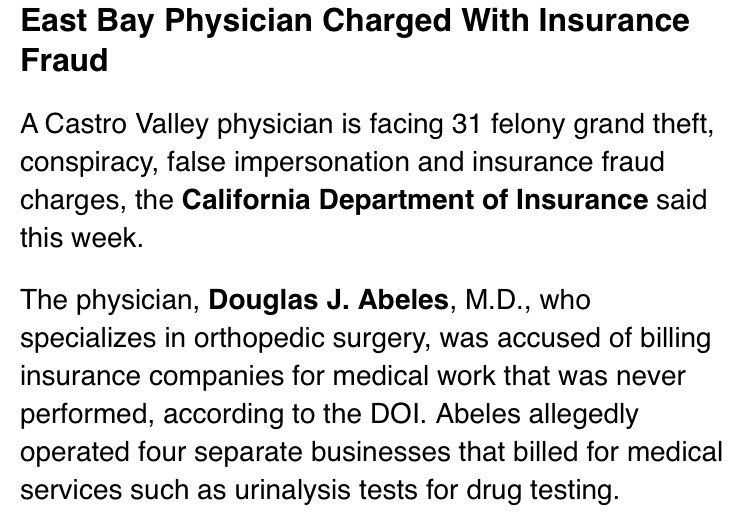 East Bay Physician Charged With Insurance
Fraud
A Castro Valley physician is facing 31 felony grand theft,
conspiracy, false impersonation and insurance fraud
charges, the California Department of Insurance said
this week.
The physician, Douglas J. Abeles, M.D., who
specializes in orthopedic surgery, was accused of billing
insurance companies for medical work that was never
performed, according to the DOI. Abeles allegedly
operated four separate businesses that billed for medical
services such as urinalysis tests for drug testing.